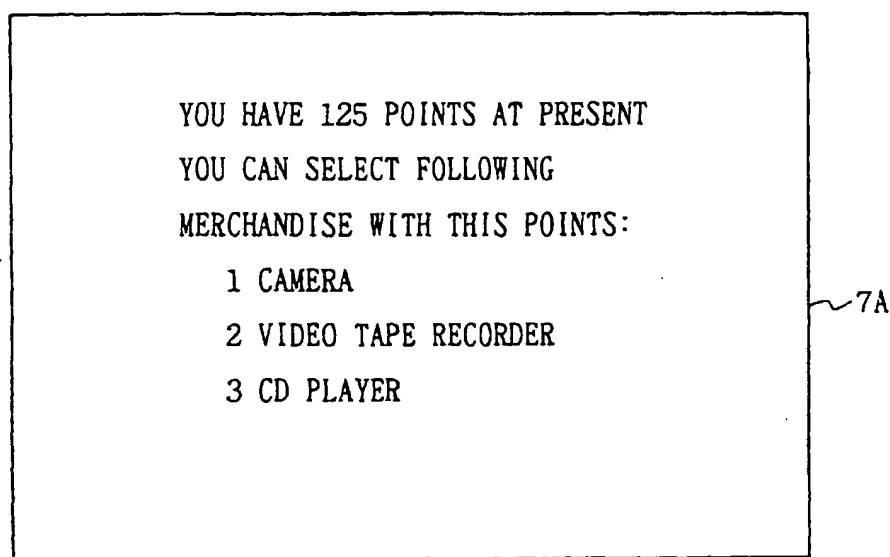 YOU HAVE 125 POINTS AT PRESENT
YOU CAN SELECT FOLLOWING
MERCHANDISE WITH THIS POINTS:
1 CAMERA
2 VIDEO TAPE RECORDER
3 CD PLAYER
7A